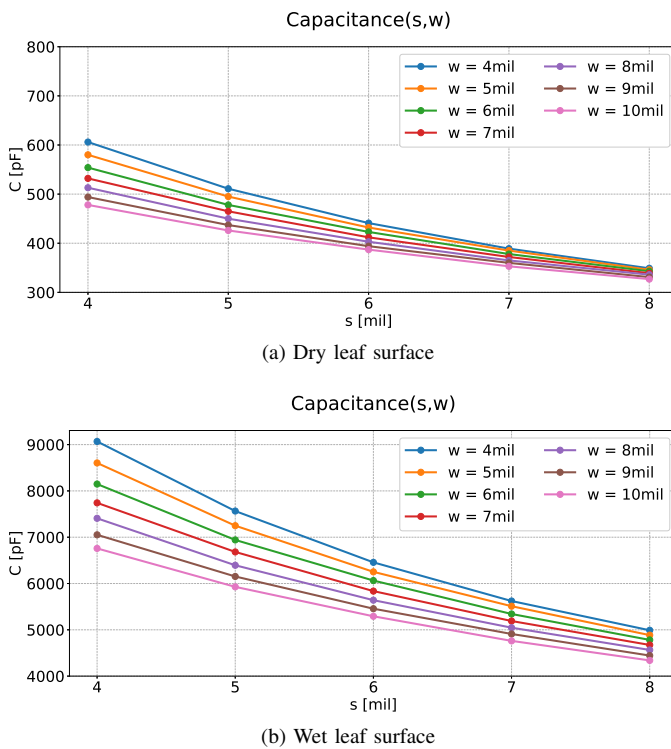 Capacitance(s,w)
800
700
600
500
400
300
C [pF]
w = 4mil
w = 5mil
w = 6mil
w = 7mil
w = 8mil
w = 9mil
w = 10mil
4 5 6 7 8
s [mil]
(a) Dry leaf surface
Capacitance(s,w)
9000
8000
7000
6000
5000
4000
C [pF]
w = 4mil
w = 5mil
w = 6mil
w = 7mil
w = 8mil
w = 9mil
w = 10mil
4 5 6 7 8
s [mil]
(b) Wet leaf surface